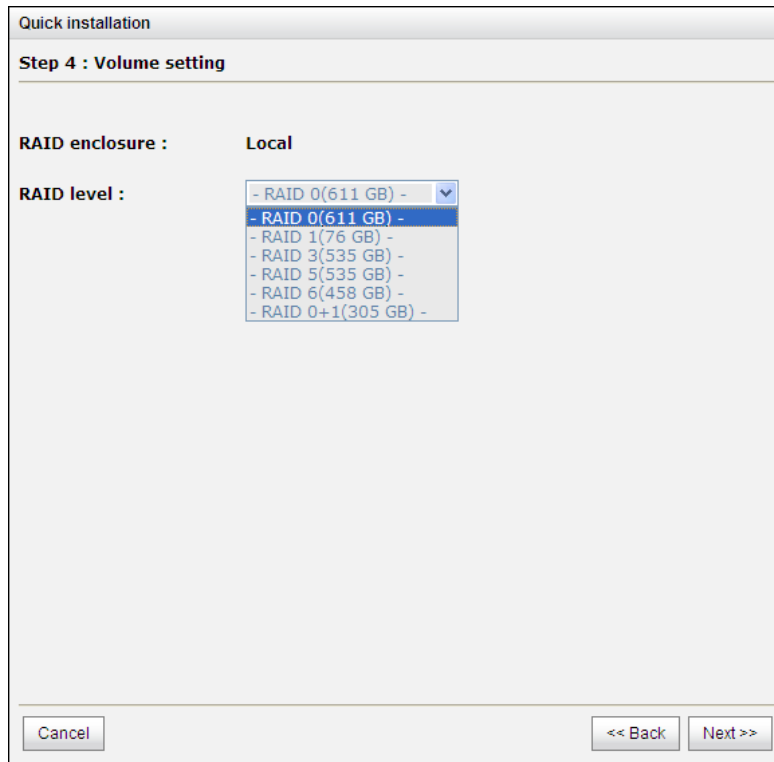 Quick installation
Step 4 : Volume setting
RAID enclosure : Local
RAID level : - RAID 0(611 GB) -
- RAID 0(611 GB) -
- RAID 1(76 GB) -
- RAID 3(535 GB) -
- RAID 5(535 GB) -
- RAID 6(458 GB) -
- RAID 0+1(305 GB) -
Cancel << Back Next >>